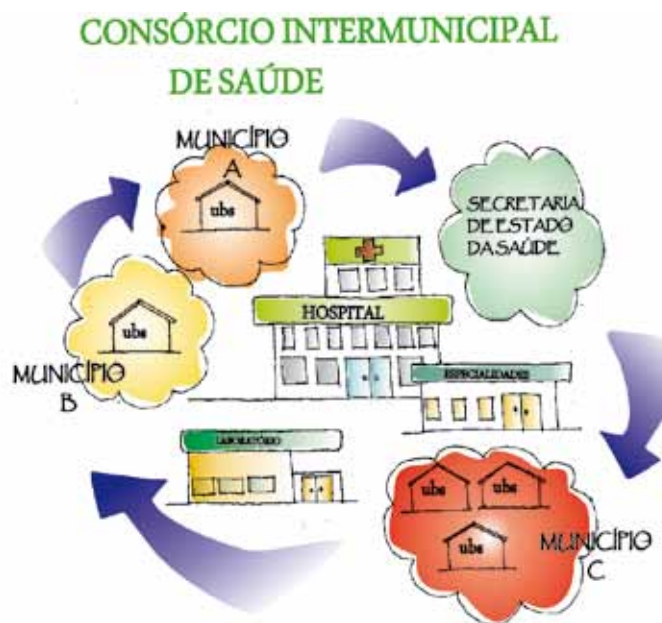 CONSÓRCIO INTERMUNICIPAL
DE SAÚDE
MUNICÍPIO
A
ubs
SECRETARIA
DE ESTADO
DA SAÚDE
HOSPITAL
ubs
MUNICÍPIO
B
ESPECIALIDADES
LABORATÓRIO
ubs
ubs
ubs
MUNICÍPIO
C